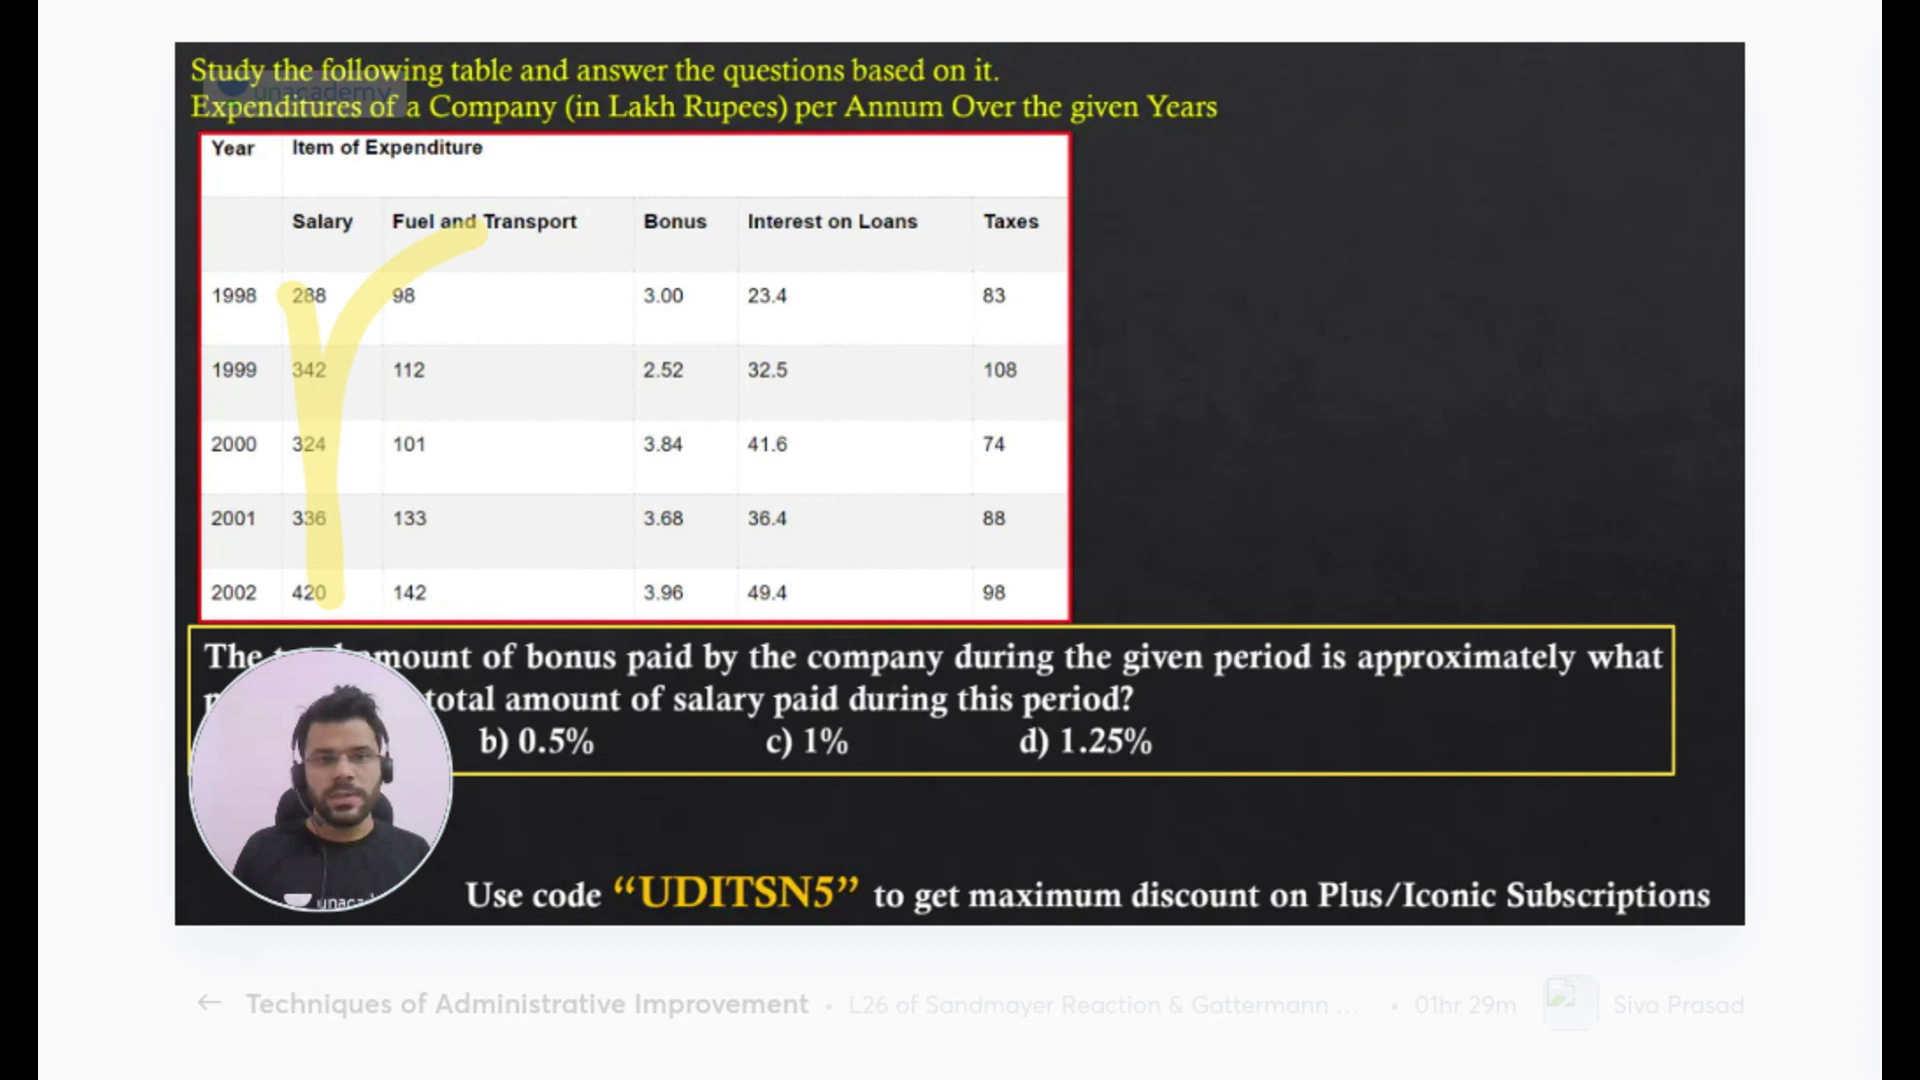 Study the following table and answer the questions based on it.
unacademy
Expenditures of a Company (in Lakh Rupees) per Annum Over the given Years
Year Item of Expenditure
Salary Fuel and Transport Bonus Interest on Loans Taxes
1998 288 98 3.00 23.4 83
1999 342 112 2.52 32.5 108
2000 324 101 3.84 41.6 74
2001 336 133 3.68 36.4 88
2002 420 142 3.96 49.4 98
The amount of bonus paid by the company during the given period is approximately what
total amount of salary paid during this period?
b) 0.5% c) 1% d) 1.25%
Use code “UDITSN5” to get maximum discount on Plus/Iconic Subscriptions
← Techniques of Administrative Improvement • L26 of Sandmayer Reaction & Gattermann ... • 01hr 29m Siva Prasad